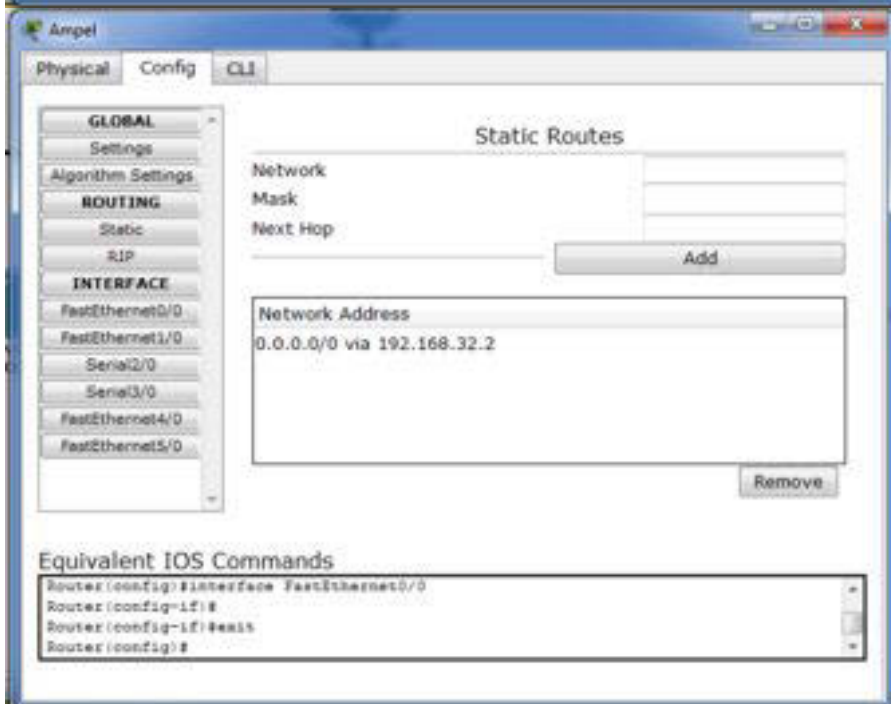 Ampel
Physical Config CLI
GLOBAL
Settings
Algorithm Settings
ROUTING
Static
RIP
INTERFACE
FastEthernet0/0
FastEthernet1/0
Serial2/0
Serial3/0
FastEthernet4/0
FastEthernet5/0
Static Routes
Network
Mask
Next Hop
Add
Network Address
0.0.0.0/0 via 192.168.32.2
Remove
Equivalent IOS Commands
Router(config)#interface FastEthernet0/0
Router(config-if)#
Router(config-if)#exit
Router(config)#